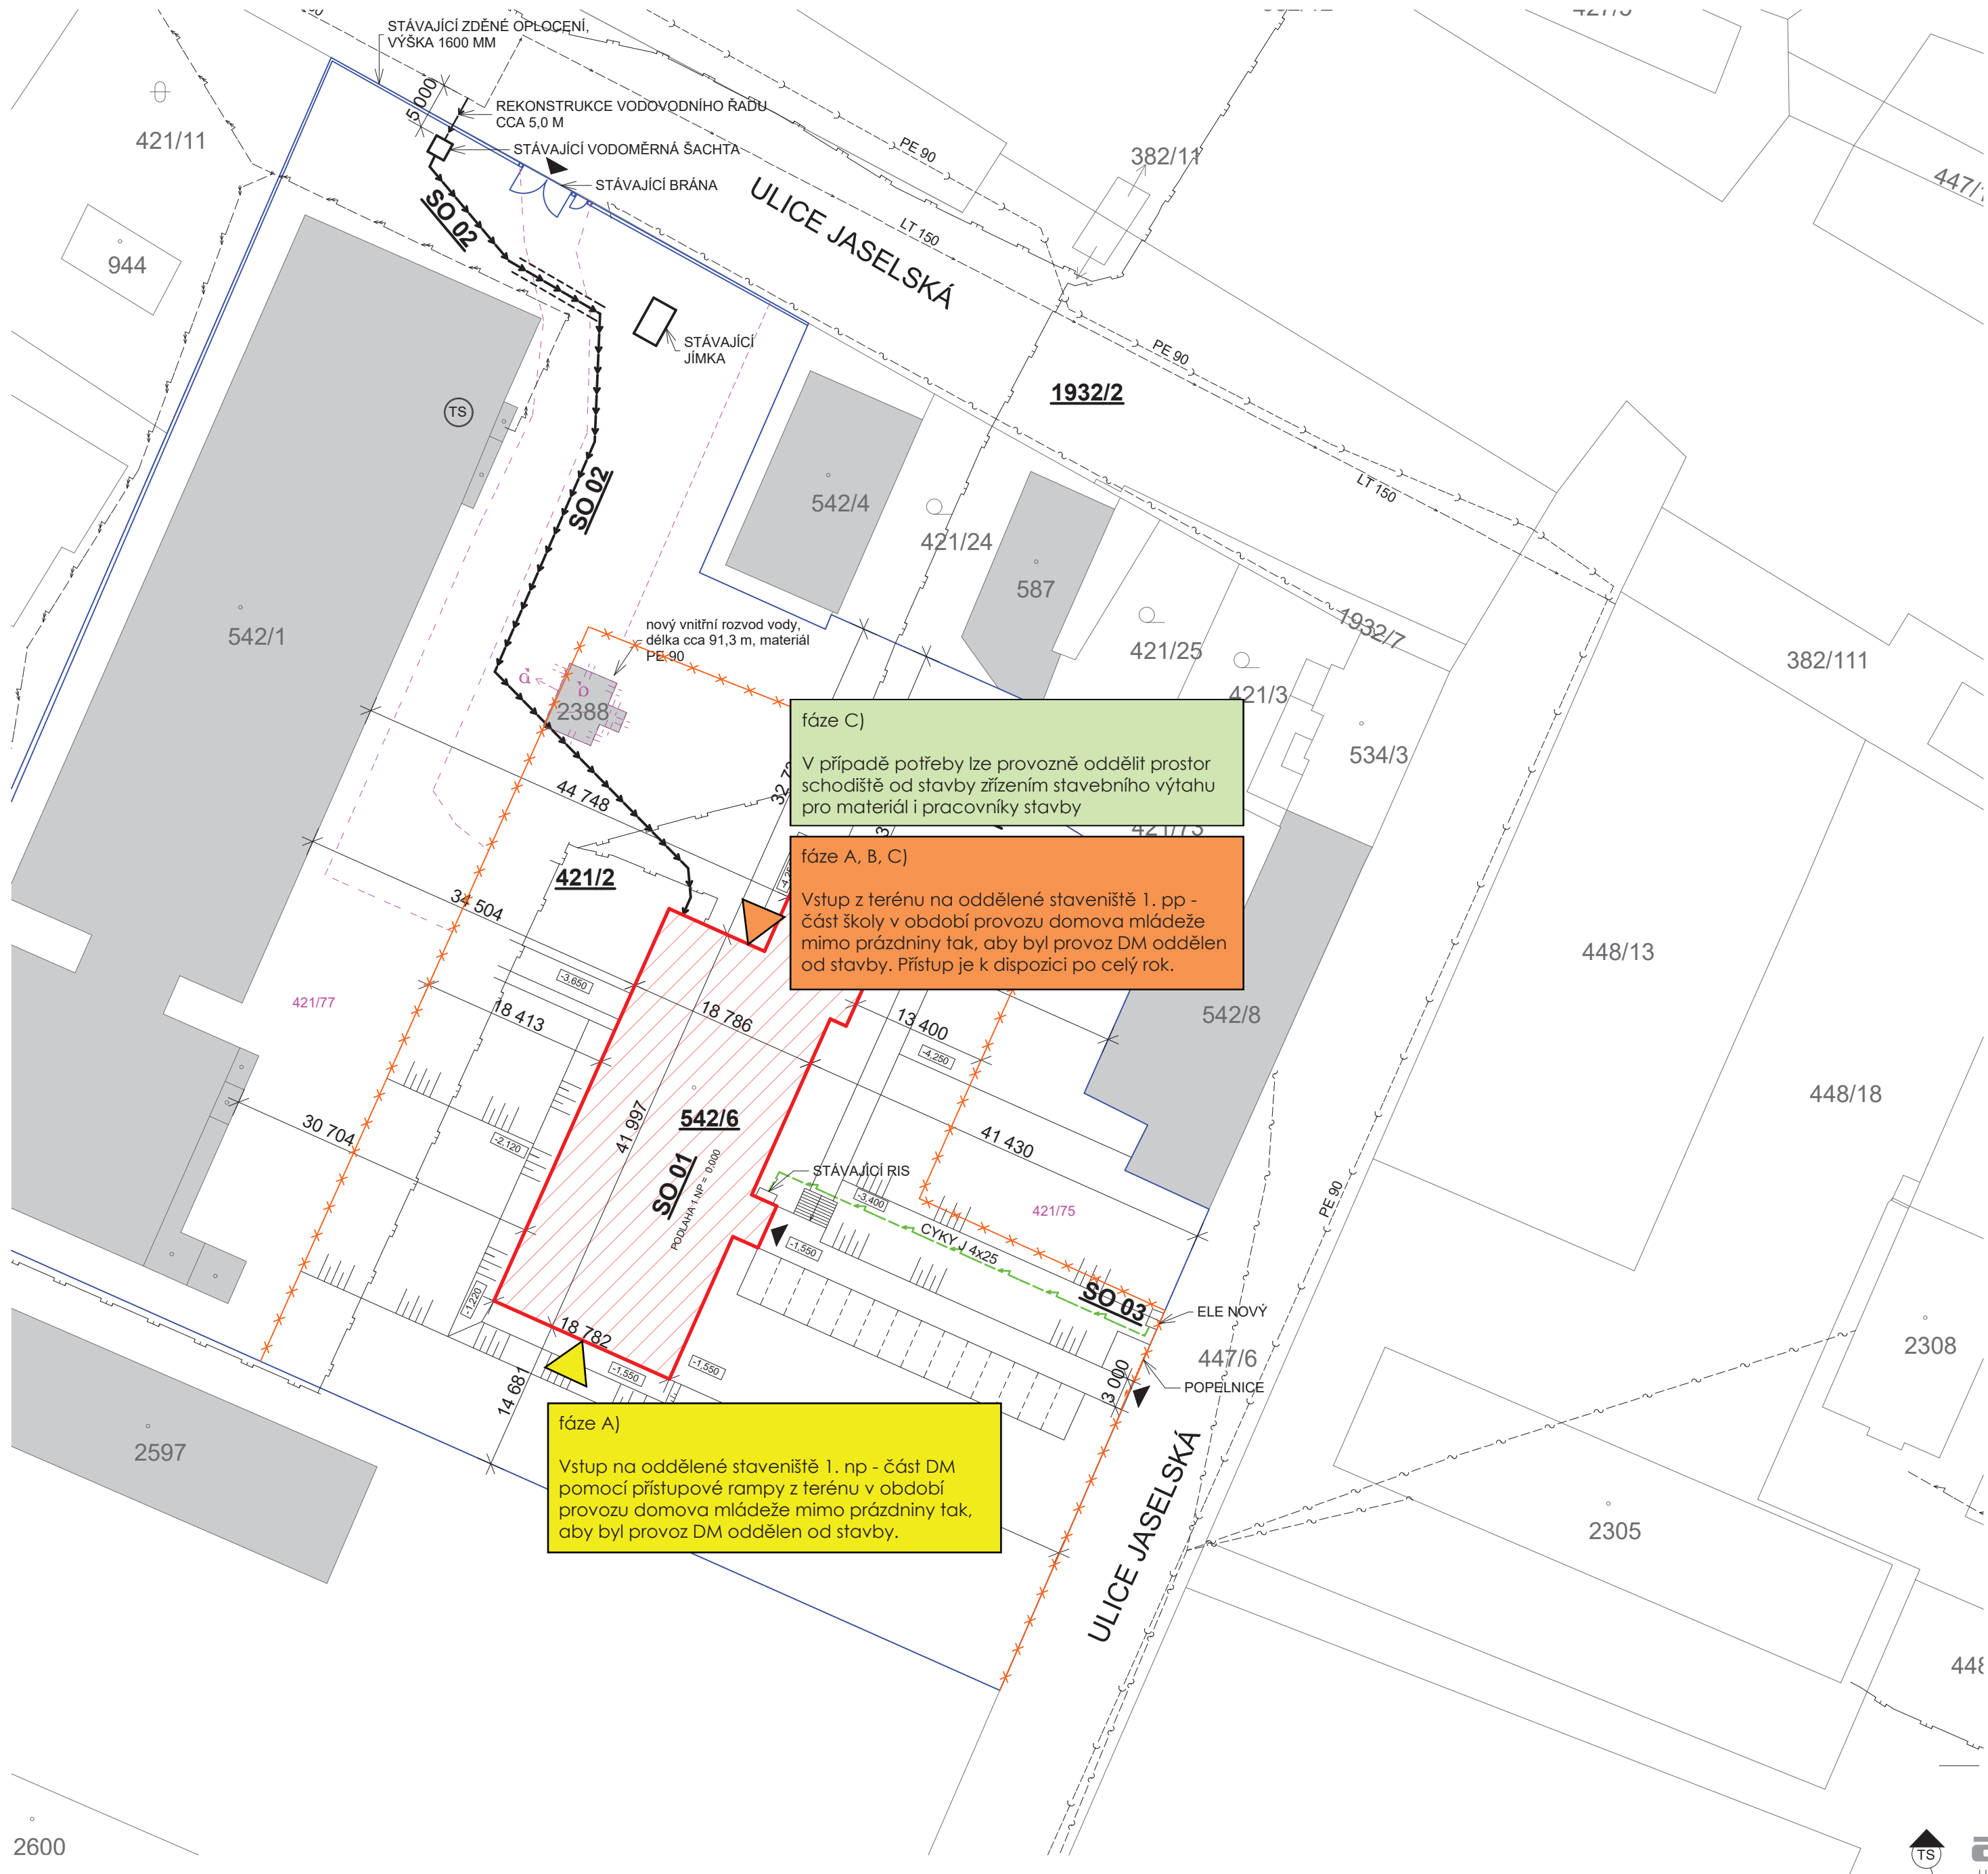 STÁVAJÍCÍ ZDĚNÉ OPLOCENÍ,
VÝŠKA 1600 MM
5 000
REKONSTRUKCE VODOVODNÍHO ŘADU
CCA 5,0 M
STÁVAJÍCÍ VODOMĚRNÁ ŠACHTA
STÁVAJÍCÍ BRÁNA
421/11
944
SO 02
ULICE JASELSKÁ
PE 90
LT 150
382/11
STÁVAJÍCÍ
JÍMKA
TS
PE 90
1932/2
LT 150
542/4
421/24
587
SO 02
542/1
nový vnitřní rozvod vody,
délka cca 91,3 m, materiál
PE 90
421/25
1932/7
421/3
534/3
382/111
2388
44 748
fáze C)
V případě potřeby lze provozně oddělit prostor
schodiště od stavby zřízením stavebního výtahu
pro materiál i pracovníky stavby
fáze A, B, C)
Vstup z terénu na oddělené staveniště 1. pp -
část školy v období provozu domova mládeže
mimo prázdniny tak, aby byl provoz DM oddělen
od stavby. Přístup je k dispozici po celý rok.
421/2
34 504
-3,650
421/77
18 413
18 786
13 400
-4,250
542/8
448/13
448/18
41 997
542/6
SO 01
PODLAHA 1.NP = 0,000
30 704
-2,120
41 430
STÁVAJÍCÍ RIS
-3,400
421/75
CYKY J 4x25
-1,550
SO 03
ELE NOVÝ
PE 90
-1,220
18 782
-1,550
-1,550
14 681
3 000
447/6
POPELNICE
2308
2597
fáze A)
Vstup na oddělené staveniště 1. np - část DM
pomocí přístupové rampy z terénu v období
provozu domova mládeže mimo prázdniny tak,
aby byl provoz DM oddělen od stavby.
ULICE JASELSKÁ
2305
2600
TS